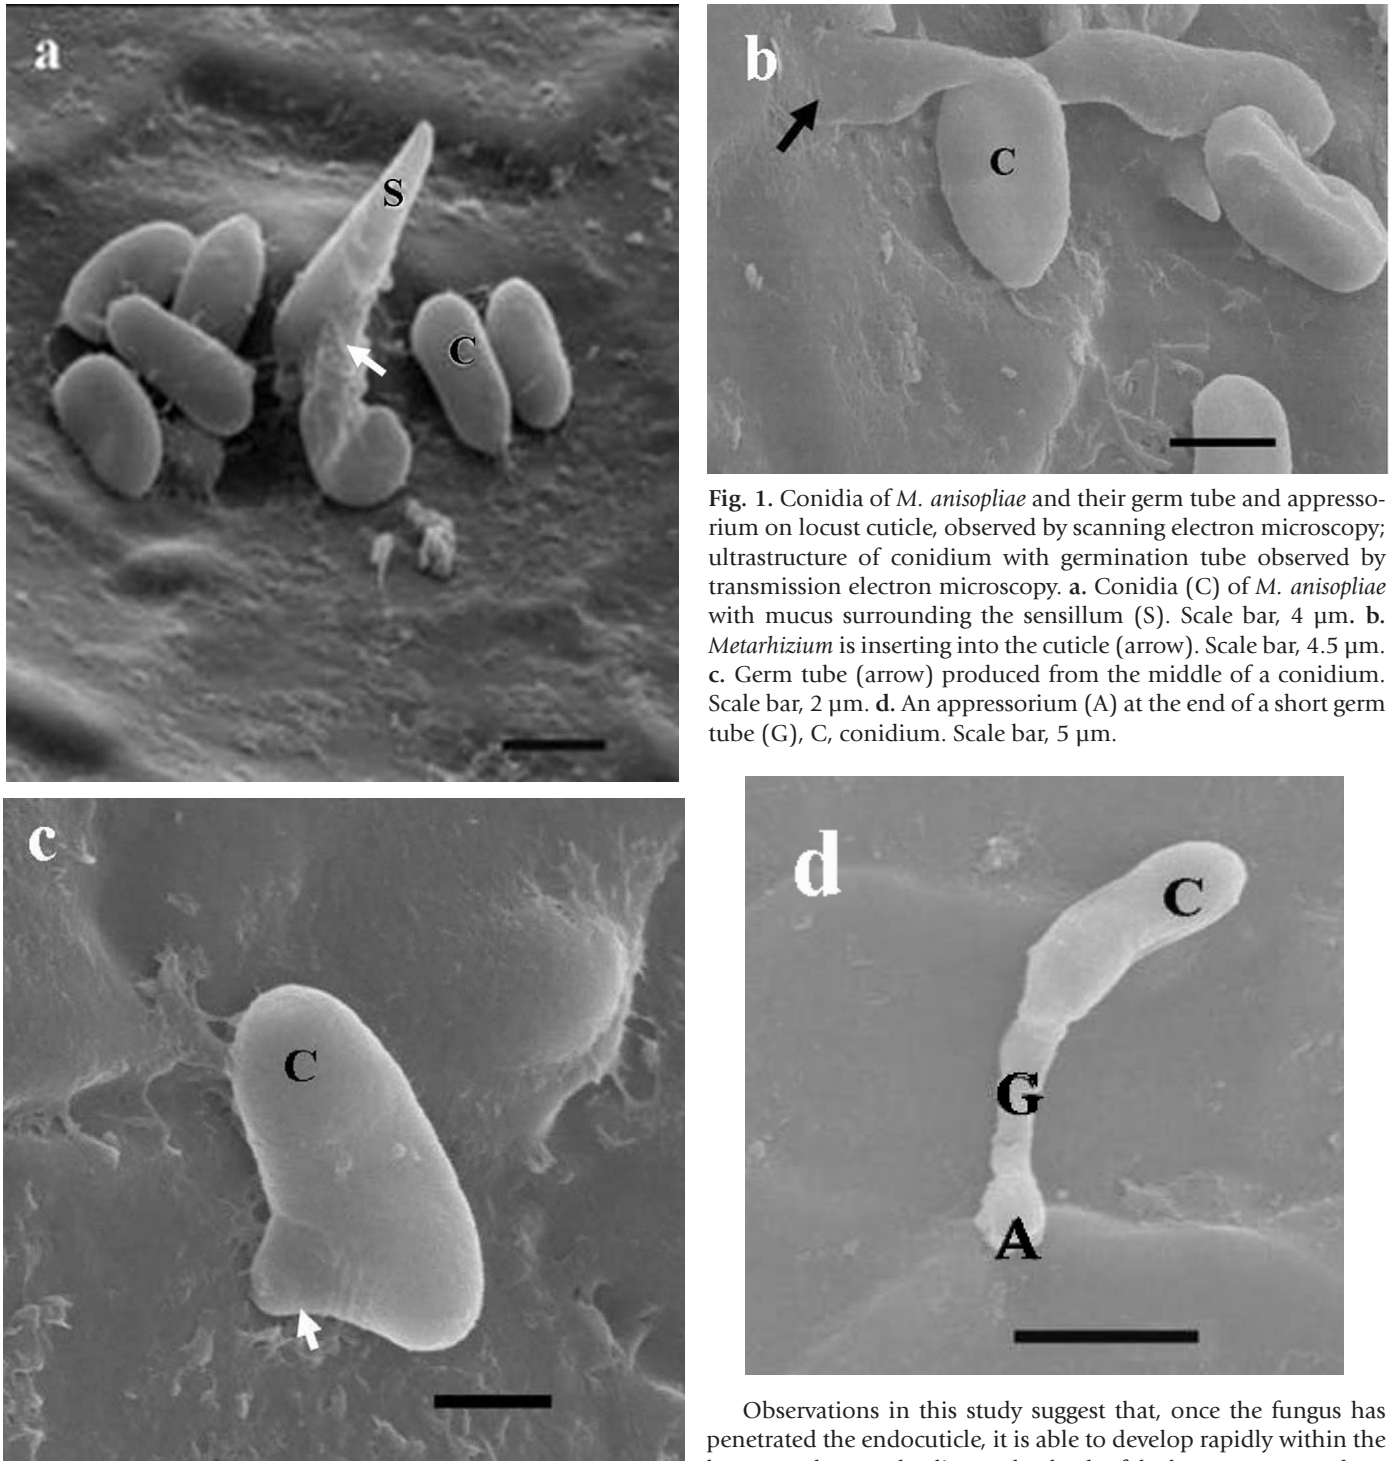 a
S
C
b
C
Fig. 1. Conidia of M. anisopliae and their germ tube and appresso-
rium on locust cuticle, observed by scanning electron microscopy;
ultrastructure of conidium with germination tube observed by
transmission electron microscopy. a. Conidia (C) of M. anisopliae
with mucus surrounding the sensillum (S). Scale bar, 4 µm. b.
Metarhizium is inserting into the cuticle (arrow). Scale bar, 4.5 µm.
c. Germ tube (arrow) produced from the middle of a conidium.
Scale bar, 2 µm. d. An appressorium (A) at the end of a short germ
tube (G), C, conidium. Scale bar, 5 µm.
c
C
d
C
G
A
Observations in this study suggest that, once the fungus has
penetrated the endocuticle, it is able to develop rapidly within the